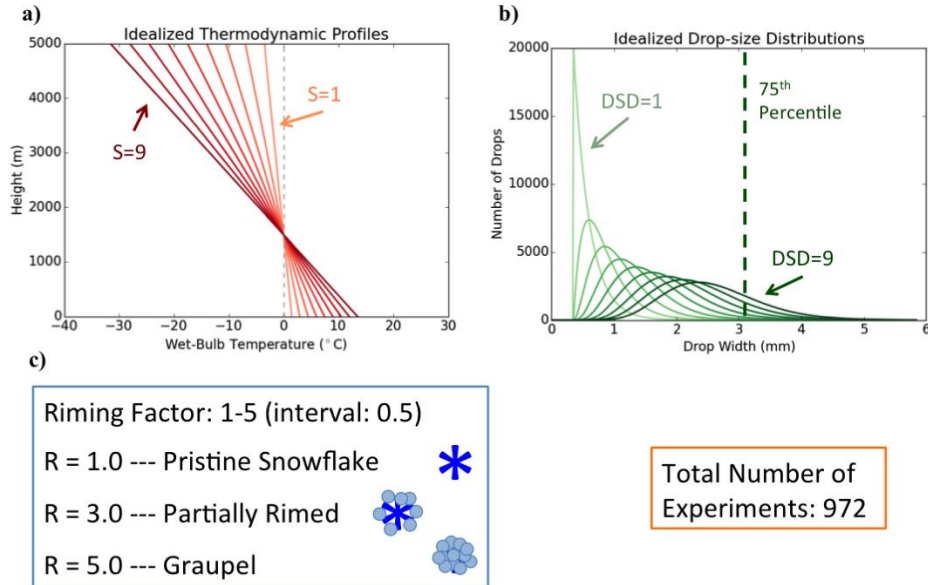 a)
Idealized Thermodynamic Profiles
5000
4000
3000
2000
1000
0
Height (m)
S=1
S=9
−40
−30
−20
−10
0
10
20
30
Wet-Bulb Temperature (°C)
b)
Idealized Drop-size Distributions
20000
15000
10000
5000
0
Number of Drops
DSD=1
75th
Percentile
DSD=9
0
1
2
3
4
5
6
Drop Width (mm)
c)
Riming Factor: 1-5 (interval: 0.5)
R = 1.0 --- Pristine Snowflake
R = 3.0 --- Partially Rimed
R = 5.0 --- Graupel
Total Number of
Experiments: 972